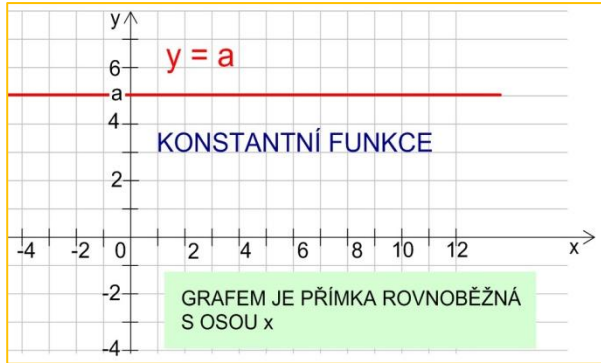 y
y = a
6
a
4
KONSTANTNÍ FUNKCE
2
-4 -2 0 2 4 6 8 10 12 x
-2
GRAFEM JE PŘÍMKA ROVNOBĚŽNÁ
S OSOU x
-4